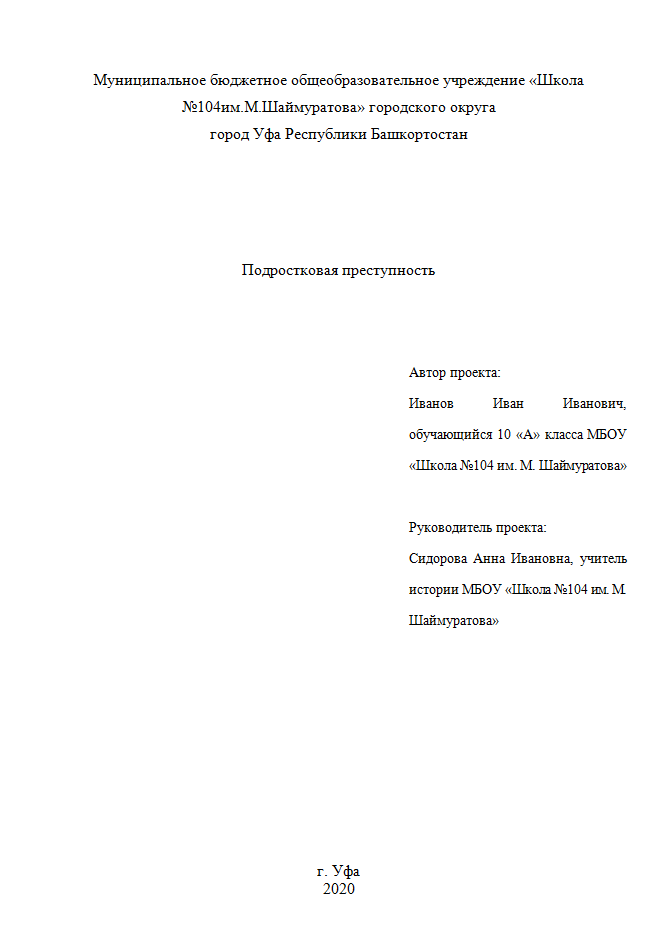 Муниципальное бюджетное общеобразовательное учреждение «Школа
№104им.М.Шаймуратова» городского округа
город Уфа Республики Башкортостан
Подростковая преступность
Автор проекта:
Иванов Иван Иванович,
обучающийся 10 «А» класса МБОУ
«Школа №104 им. М. Шаймуратова»
Руководитель проекта:
Сидорова Анна Ивановна, учитель
истории МБОУ «Школа №104 им. М.
Шаймуратова»
г. Уфа
2020